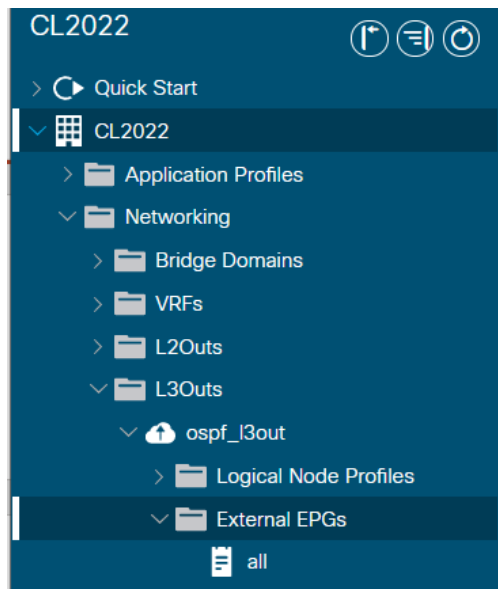 CL2022
Quick Start
CL2022
Application Profiles
Networking
Bridge Domains
VRFs
L2Outs
L3Outs
ospf_l3out
Logical Node Profiles
External EPGs
all